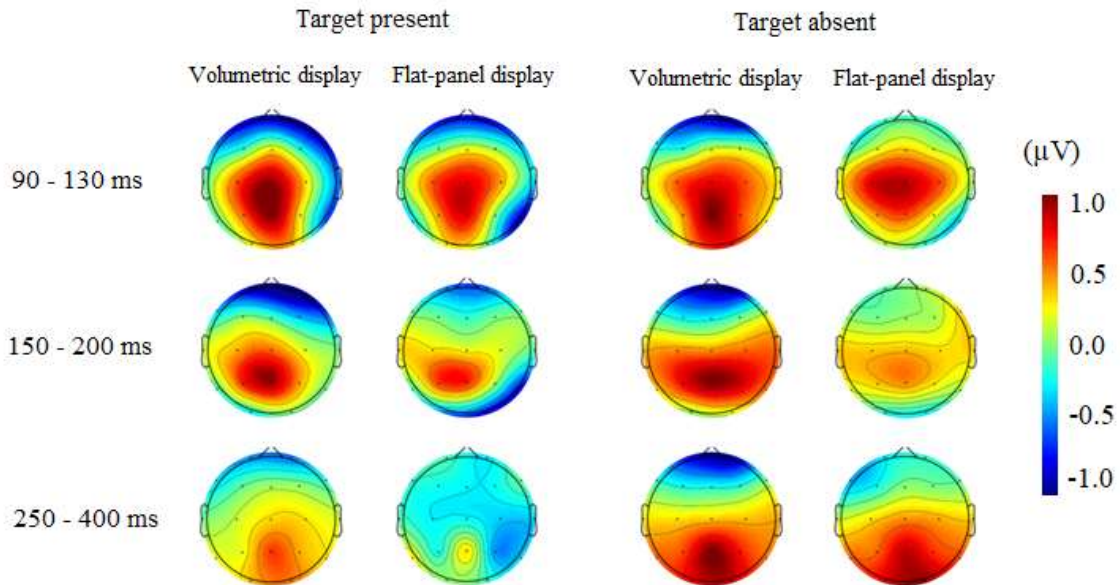 Target present Target absent
Volumetric display Flat-panel display Volumetric display Flat-panel display
(µV)
90 - 130 ms
1.0
0.5
150 - 200 ms
0.0
-0.5
-1.0
250 - 400 ms